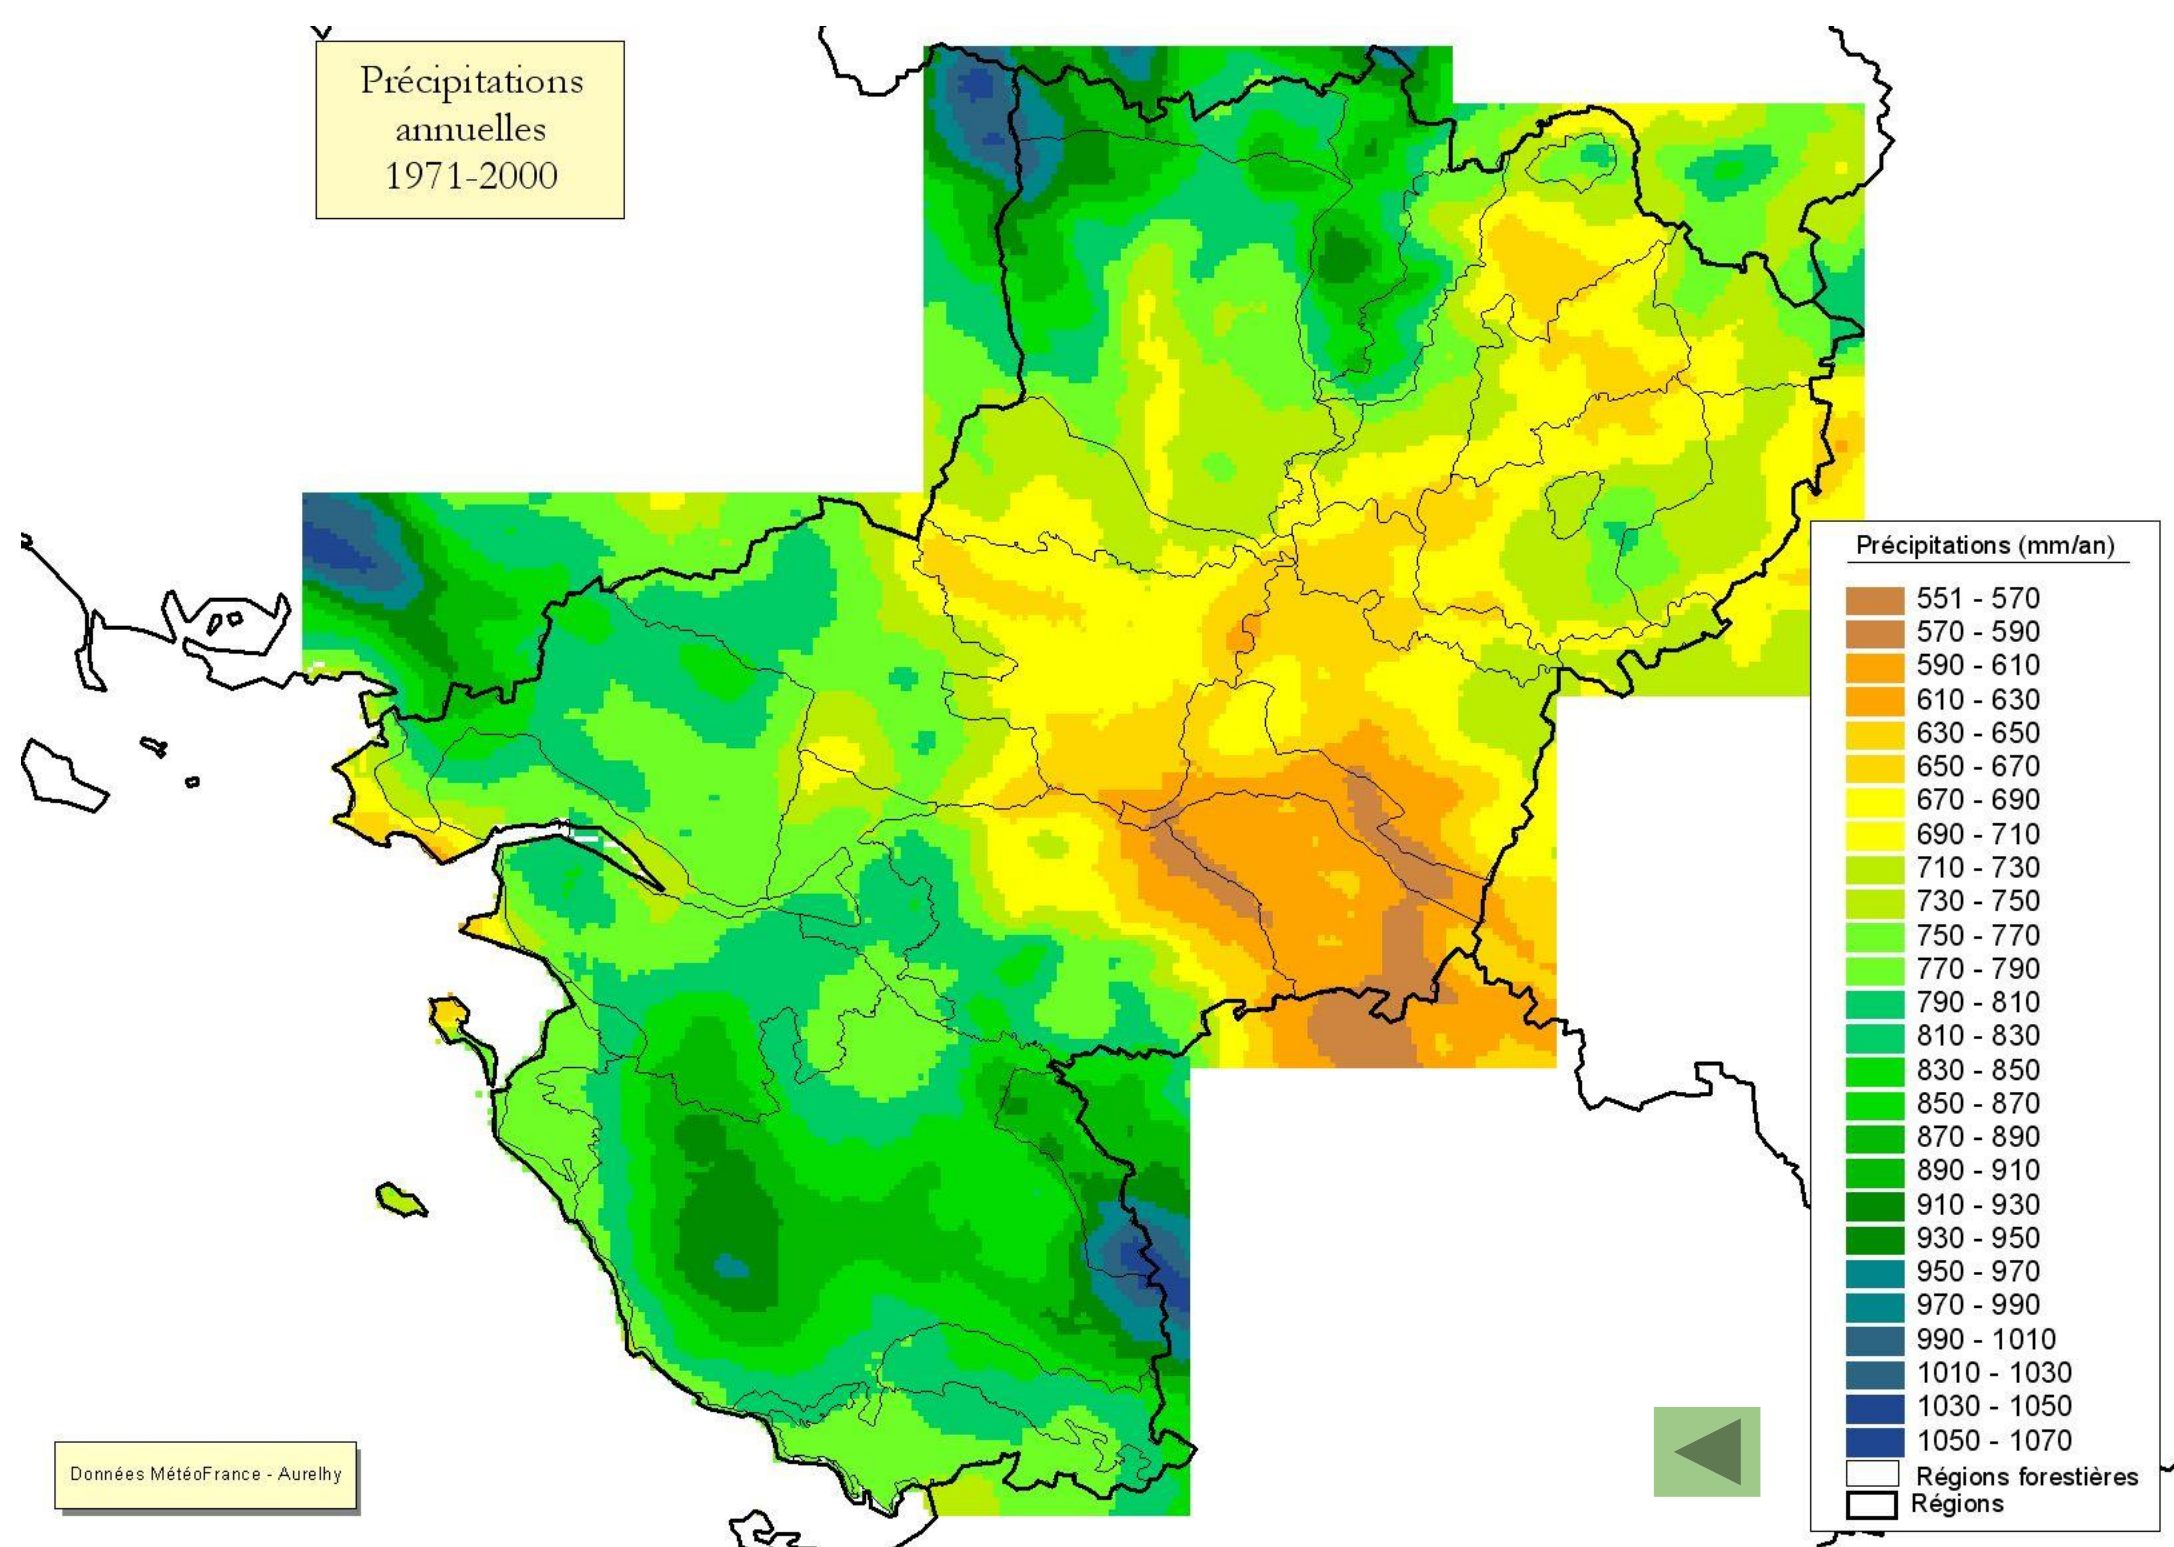 Précipitations
annuelles
1971-2000
Précipitations (mm/an)
551 - 570
570 - 590
590 - 610
610 - 630
630 - 650
650 - 670
670 - 690
690 - 710
710 - 730
730 - 750
750 - 770
770 - 790
790 - 810
810 - 830
830 - 850
850 - 870
870 - 890
890 - 910
910 - 930
930 - 950
950 - 970
970 - 990
990 - 1010
1010 - 1030
1030 - 1050
1050 - 1070
Régions forestières
Régions
Données MétéoFrance - Aurelhy